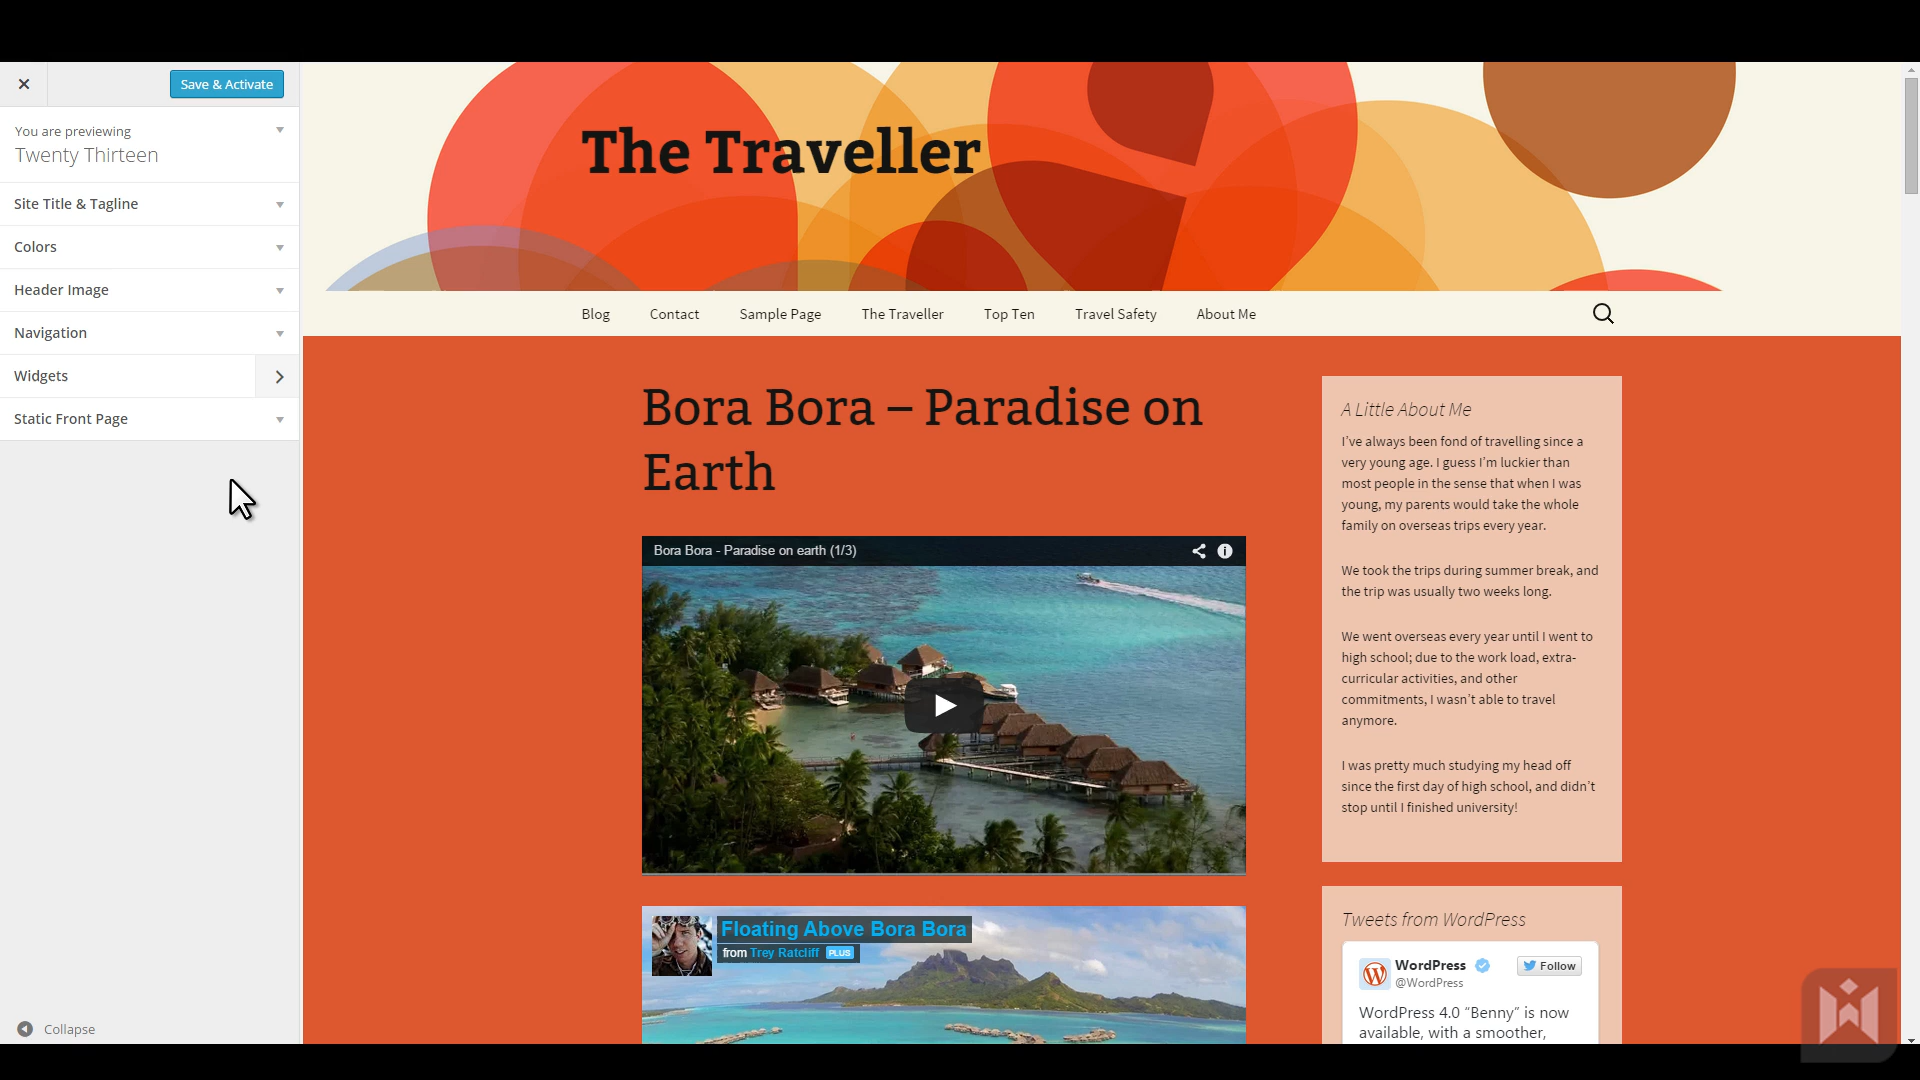 Save & Activate
You are previewing
Twenty Thirteen
Site Title & Tagline
Colors
Header Image
Navigation
Widgets
Static Front Page
Collapse
The Traveller
Blog Contact Sample Page The Traveller Top Ten Travel Safety About Me
Bora Bora – Paradise on
Earth
Bora Bora - Paradise on earth (1/3)
Floating Above Bora Bora
from Trey Ratcliff PLUS
A Little About Me
I've always been fond of travelling since a
very young age. I guess I'm luckier than
most people in the sense that when I was
young, my parents would take the whole
family on overseas trips every year.
We took the trips during summer break, and
the trip was usually two weeks long.
We went overseas every year until I went to
high school; due to the work load, extra-
curricular activities, and other
commitments, I wasn't able to travel
anymore.
I was pretty much studying my head off
since the first day of high school, and didn't
stop until I finished university!
Tweets from WordPress
WordPress Follow
@WordPress
WordPress 4.0 “Benny” is now
available, with a smoother,